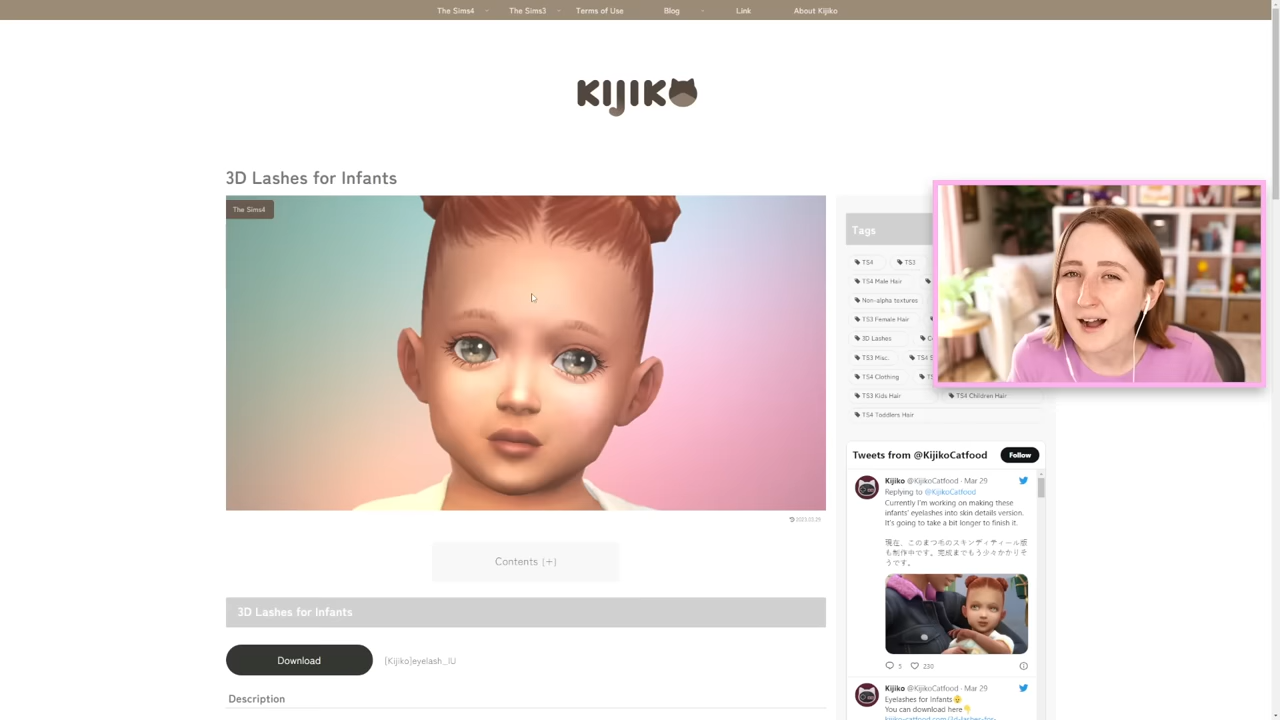 The Sims4
The Sims3
Terms of Use
Blog
Link
About Kijiko
KIJIKO
3D Lashes for Infants
The Sims4
2023.03.29
Contents [+]
3D Lashes for Infants
Download
[Kijiko]eyelash_IU
Description
Tags
TS4
TS3
TS4 Male Hair
Non-alpha textures
TS3 Female Hair
3D Lashes
TS3 Misc.
TS4 Clothing
TS3 Kids Hair
TS4 Children Hair
TS4 Toddlers Hair
Tweets from @KijikoCatfood
Follow
Kijiko @KijikoCatfood · Mar 29
Replying to @KijikoCatfood
Currently I'm working on making these
infants' eyelashes into skin details version.
It's going to take a bit longer to finish it.
現在、このまつ毛のスキンディティール版
も制作中です。完成までもう少々かかりそ
うです。
5
230
Kijiko @KijikoCatfood · Mar 29
Eyelashes for infants👶
You can download here👇